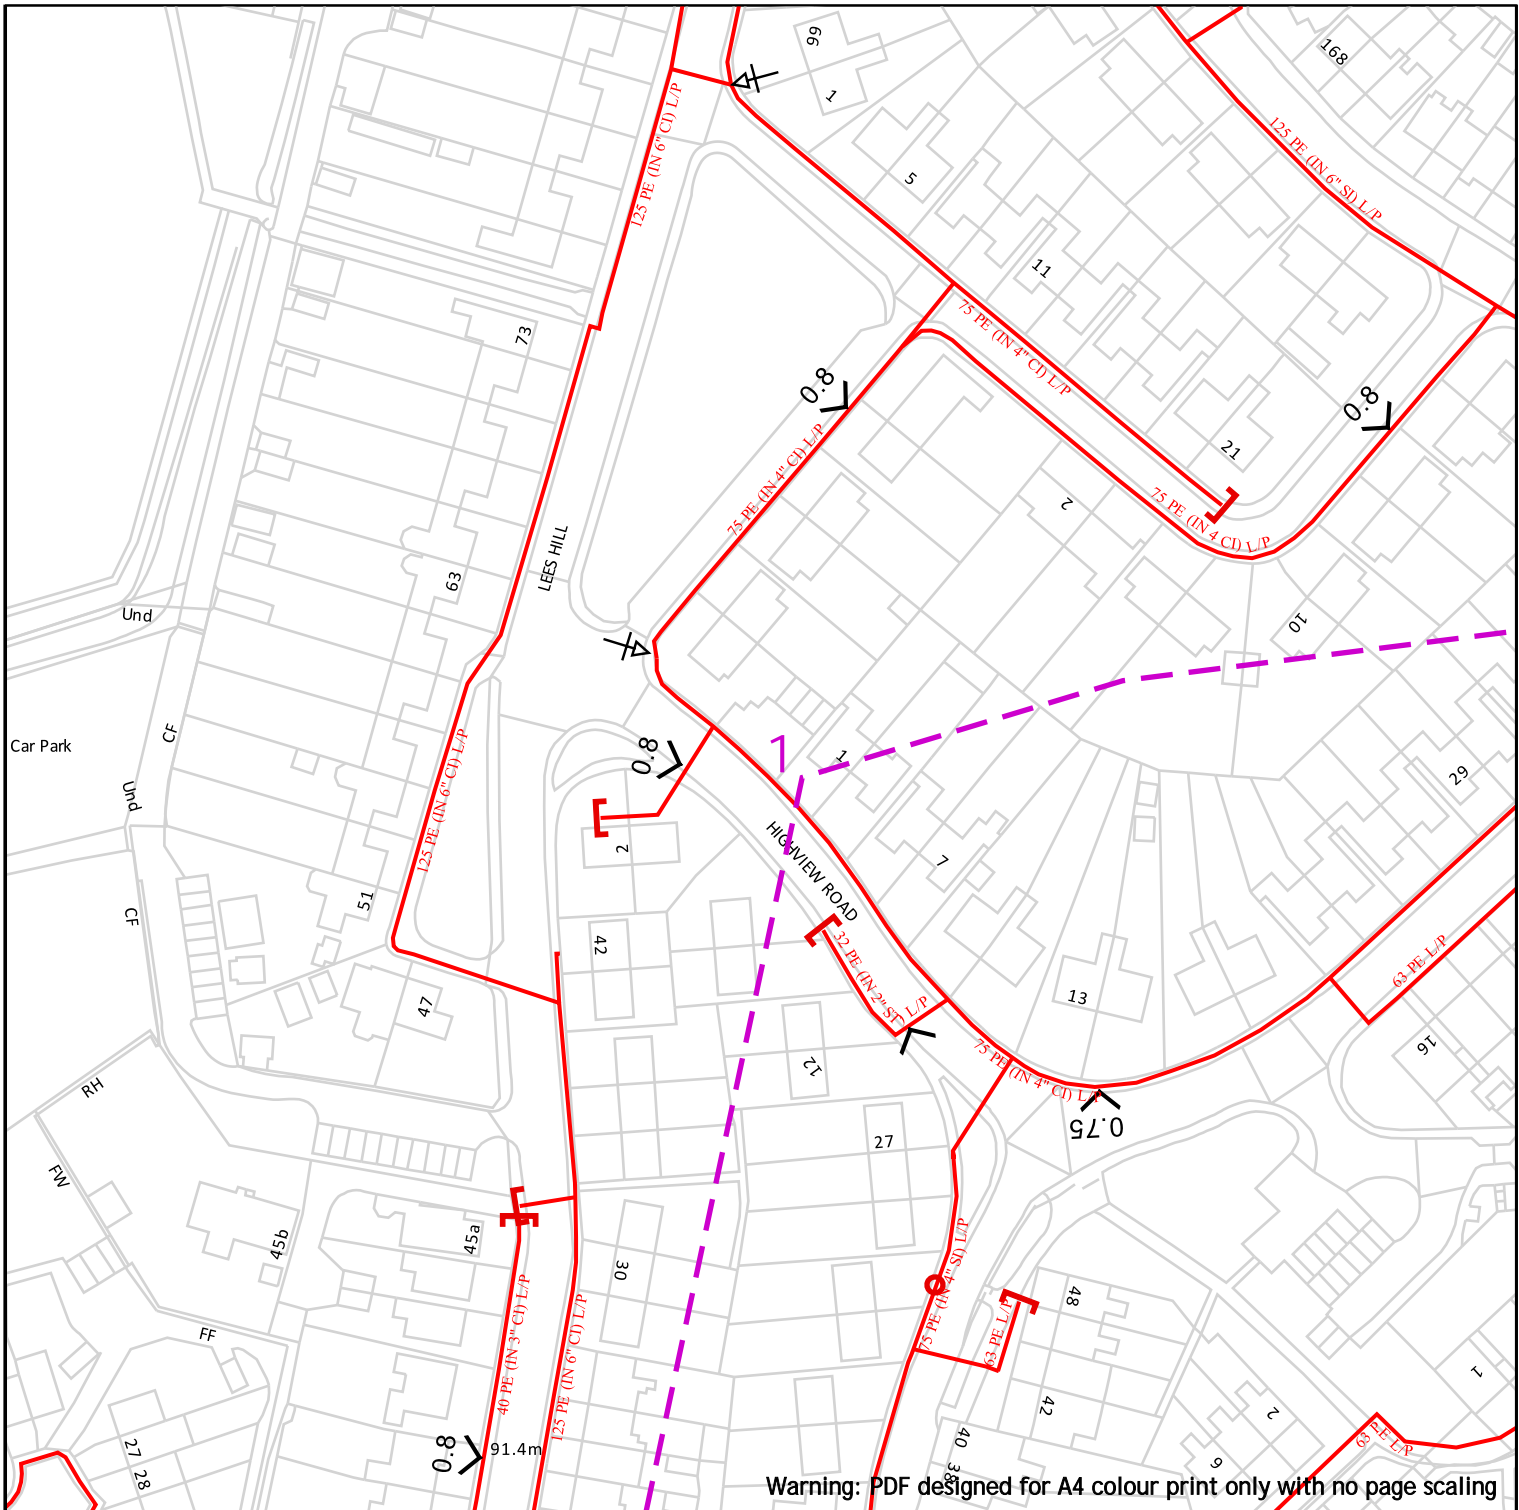 99
1
168
125 PE (IN 6" CI) L/P
125 PE (IN 6" SI) L/P
5
11
73
75 PE (IN 4" CI) L/P
0.8
0.8
21
75 PE (IN 4" CI) L/P
2
75 PE (IN 4 CI) L/P
LEES HILL
63
Und
10
CF
Car Park
0.8
1
1
29
Und
125 PE (IN 6" CI) L/P
2
HIGHVIEW ROAD
7
51
CF
42
32 PE (IN 2" ST) L/P
63 PE L/P
13
47
75 PE (IN 4" CI) L/P
16
12
RH
0.75
27
FW
45b
45a
30
75 PE (IN 4" SI) L/P
48
63 PE L/P
FF
40 PE (IN 3" CI) L/P
125 PE (IN 6" CI) L/P
1
42
2
27 28
0.8
91.4m
40
38
63 PE L/P
9
Warning: PDF designed for A4 colour print only with no page scaling